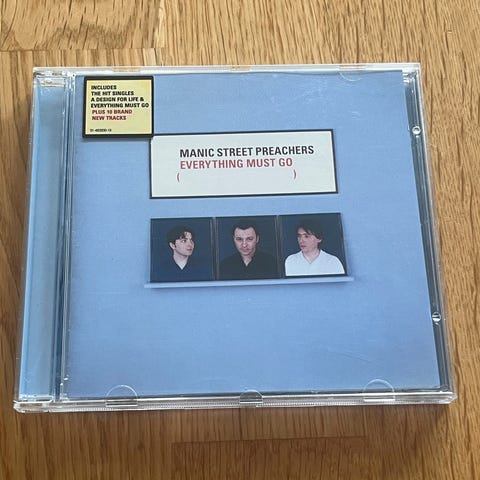 INCLUDES
THE HIT SINGLES
A DESIGN FOR LIFE &
EVERYTHING MUST GO
PLUS 10 BRAND
NEW TRACKS
MANIC STREET PREACHERS
EVERYTHING MUST GO
( )